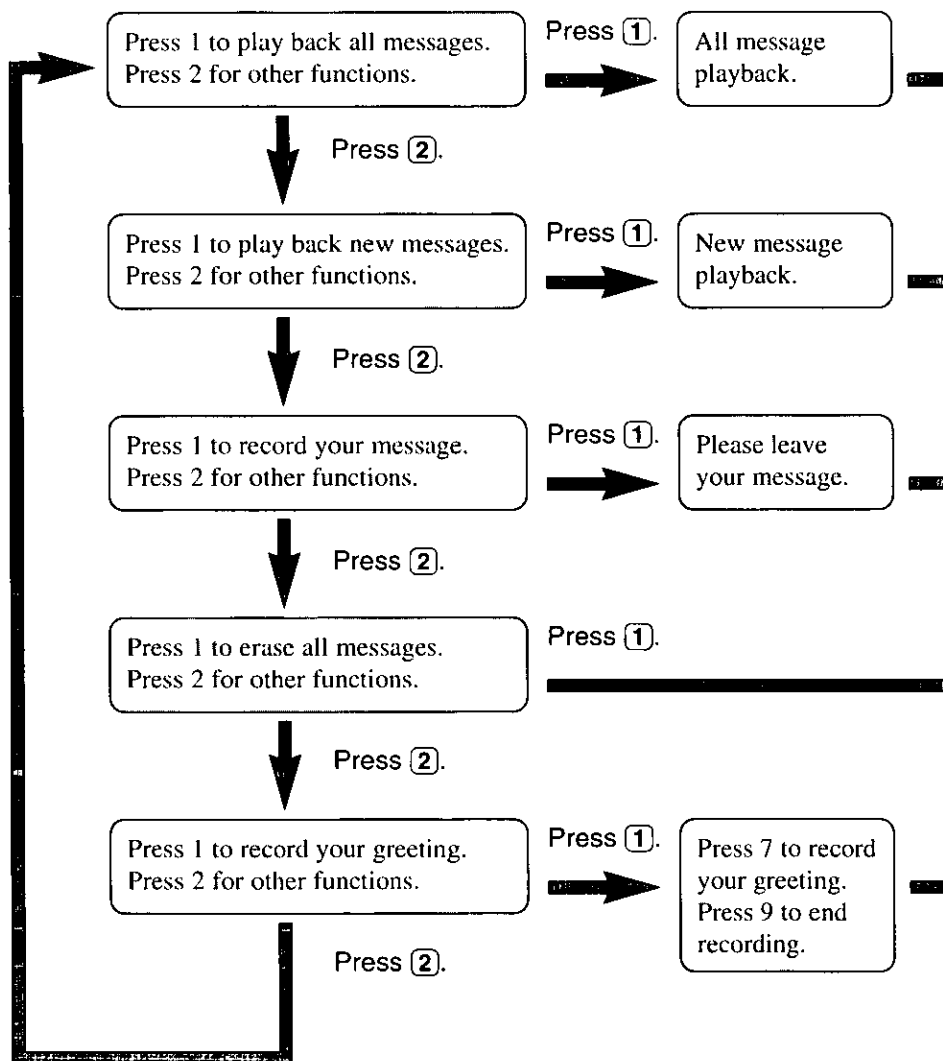 Press 1 to play back all messages.
Press 2 for other functions.
Press 1.
All message
playback.
Press 2.
Press 1 to play back new messages.
Press 2 for other functions.
Press 1.
New message
playback.
Press 2.
Press 1 to record your message.
Press 2 for other functions.
Press 1.
Please leave
your message.
Press 2.
Press 1 to erase all messages.
Press 2 for other functions.
Press 1.
Press 2.
Press 1 to record your greeting.
Press 2 for other functions.
Press 1.
Press 7 to record
your greeting.
Press 9 to end
recording.
Press 2.